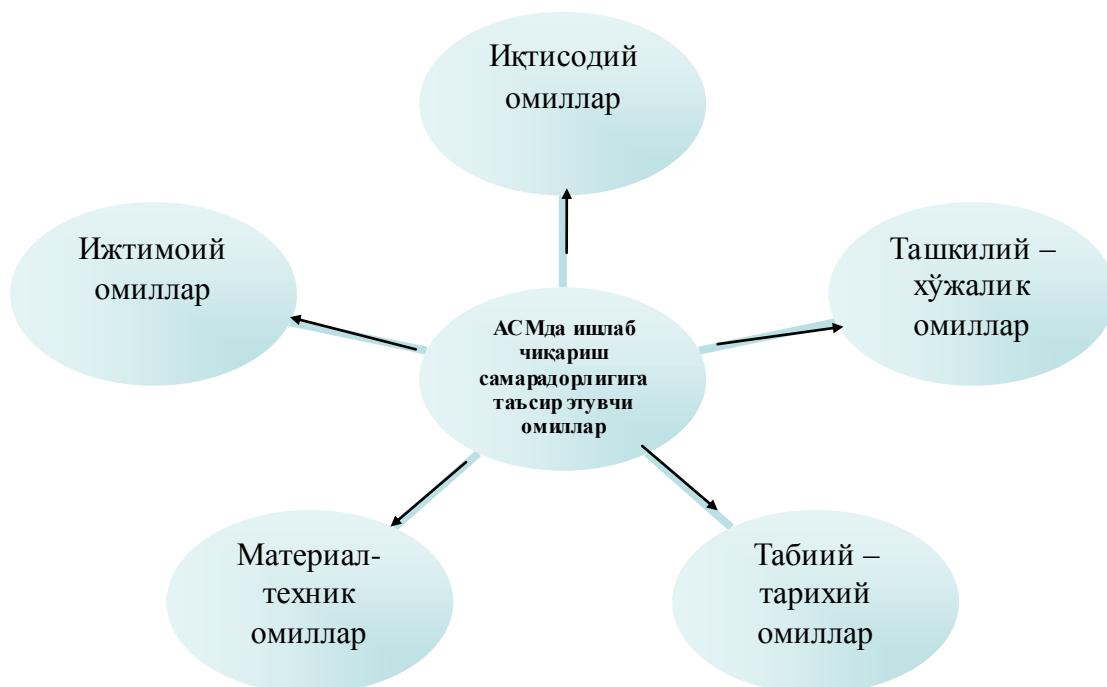 Иқтисодий
омиллар
Ижтимоий
омиллар
Ташкилий –
хўжалик
омиллар
АСМда ишлаб
чиқариш
самарадорлигига
таъсир этувчи
омиллар
Материал-
техник
омиллар
Табиий –
тарихий
омиллар